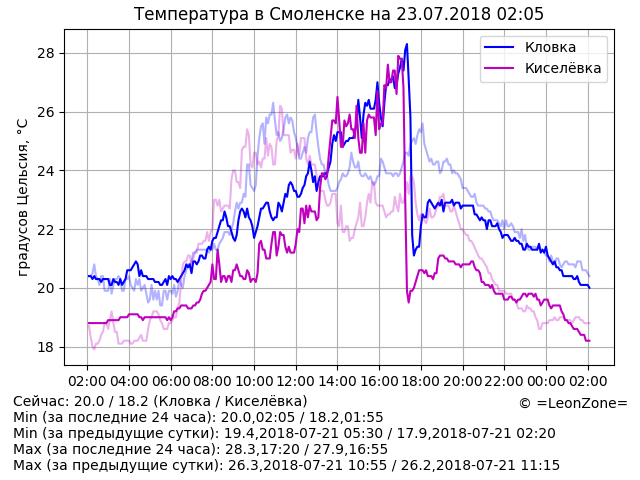 Температура в Смоленске на 23.07.2018 02:05
Кловка
Киселёвка
градусов Цельсия, °C
28
26
24
22
20
18
02:00 04:00 06:00 08:00 10:00 12:00 14:00 16:00 18:00 20:00 22:00 00:00 02:00
Сейчас: 20.0 / 18.2 (Кловка / Киселёвка)
© =LeonZone=
Min (за последние 24 часа): 20.0,02:05 / 18.2,01:55
Min (за предыдущие сутки): 19.4,2018-07-21 05:30 / 17.9,2018-07-21 02:20
Max (за последние 24 часа): 28.3,17:20 / 27.9,16:55
Max (за предыдущие сутки): 26.3,2018-07-21 10:55 / 26.2,2018-07-21 11:15